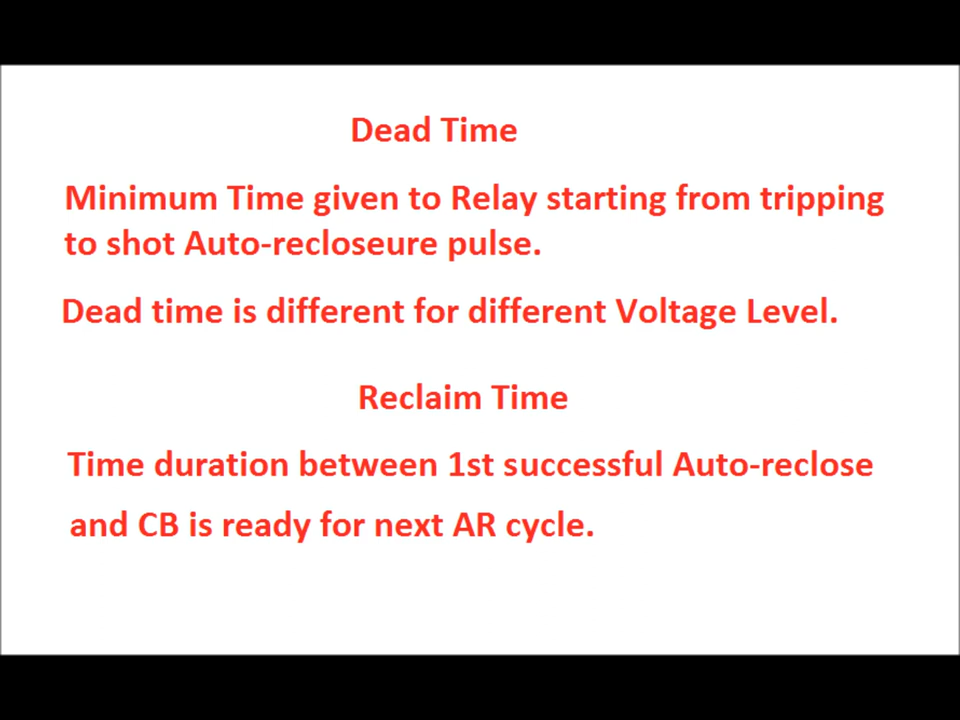 Dead Time
Minimum Time given to Relay starting from tripping
to shot Auto-recloseure pulse.
Dead time is different for different Voltage Level.
Reclaim Time
Time duration between 1st successful Auto-reclose
and CB is ready for next AR cycle.